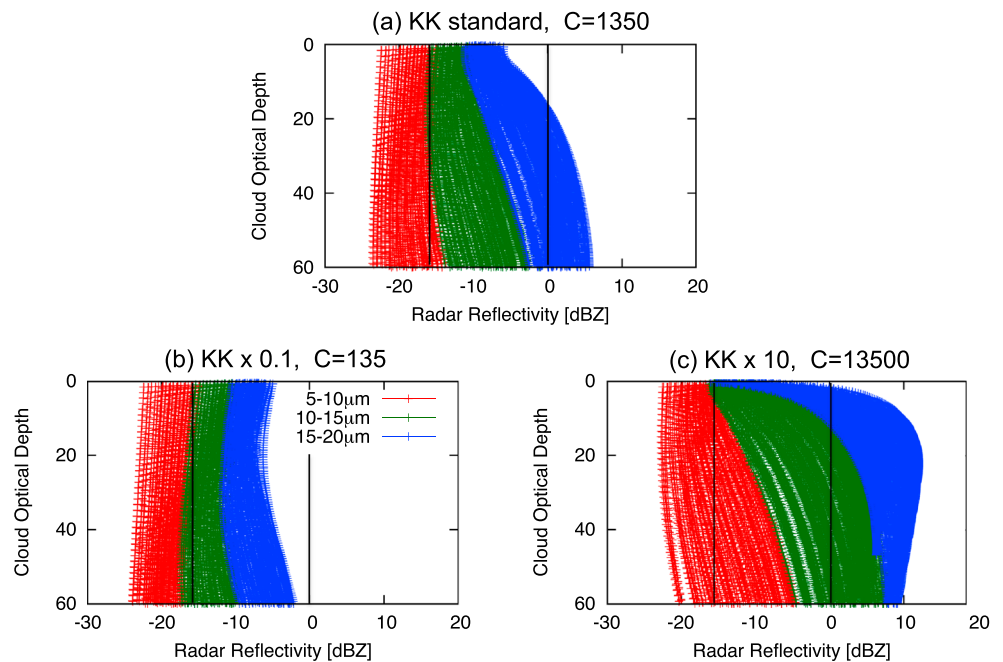 (a) KK standard,  C=1350
0
20
40
60
Cloud Optical Depth
-30 -20 -10 0 10 20
Radar Reflectivity [dBZ]
(b) KK x 0.1,  C=135
0
20
40
60
Cloud Optical Depth
5-10μm
10-15μm
15-20μm
-30 -20 -10 0 10 20
Radar Reflectivity [dBZ]
(c) KK x 10,  C=13500
0
20
40
60
Cloud Optical Depth
-30 -20 -10 0 10 20
Radar Reflectivity [dBZ]